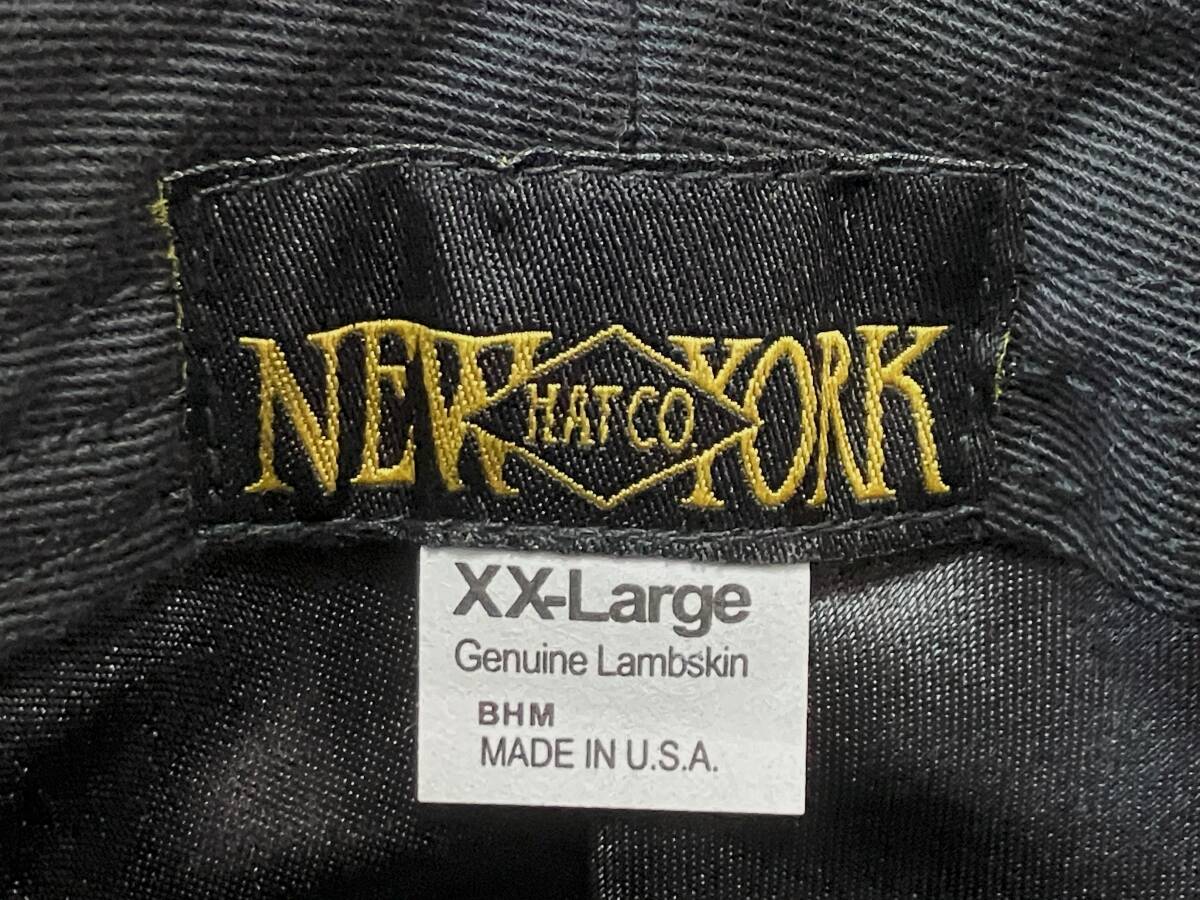 NEW HAT CO. YORK
XX-Large
Genuine Lambskin
BHM
MADE IN U.S.A.